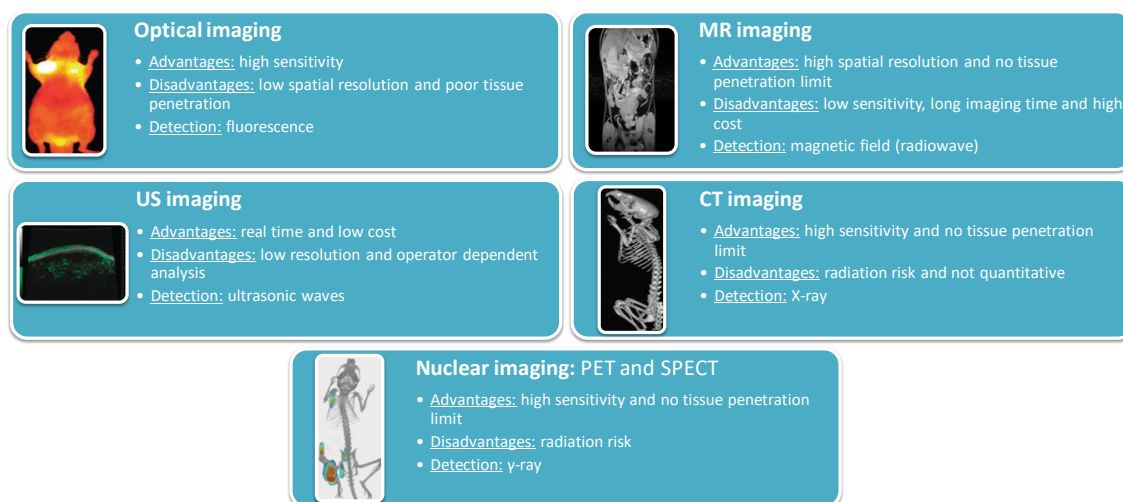 Optical imaging
• Advantages: high sensitivity
• Disadvantages: low spatial resolution and poor tissue
penetration
• Detection: fluorescence
MR imaging
• Advantages: high spatial resolution and no tissue
penetration limit
• Disadvantages: low sensitivity, long imaging time and high
cost
• Detection: magnetic field (radiowave)
US imaging
• Advantages: real time and low cost
• Disadvantages: low resolution and operator dependent
analysis
• Detection: ultrasonic waves
CT imaging
• Advantages: high sensitivity and no tissue penetration
limit
• Disadvantages: radiation risk and not quantitative
• Detection: X-ray
Nuclear imaging: PET and SPECT
• Advantages: high sensitivity and no tissue penetration
limit
• Disadvantages: radiation risk
• Detection: γ-ray